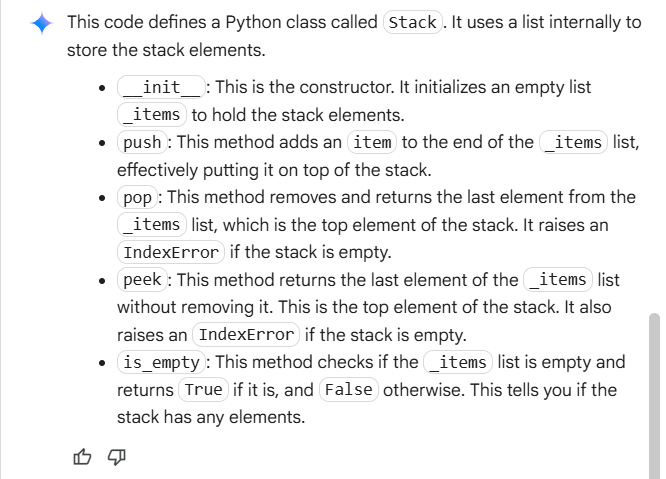 This code defines a Python class called Stack. It uses a list internally to
store the stack elements.
• __init__: This is the constructor. It initializes an empty list
_items to hold the stack elements.
• push: This method adds an item to the end of the _items list,
effectively putting it on top of the stack.
• pop: This method removes and returns the last element from the
_items list, which is the top element of the stack. It raises an
IndexError if the stack is empty.
• peek: This method returns the last element of the _items list
without removing it. This is the top element of the stack. It also
raises an IndexError if the stack is empty.
• is_empty: This method checks if the _items list is empty and
returns True if it is, and False otherwise. This tells you if the
stack has any elements.